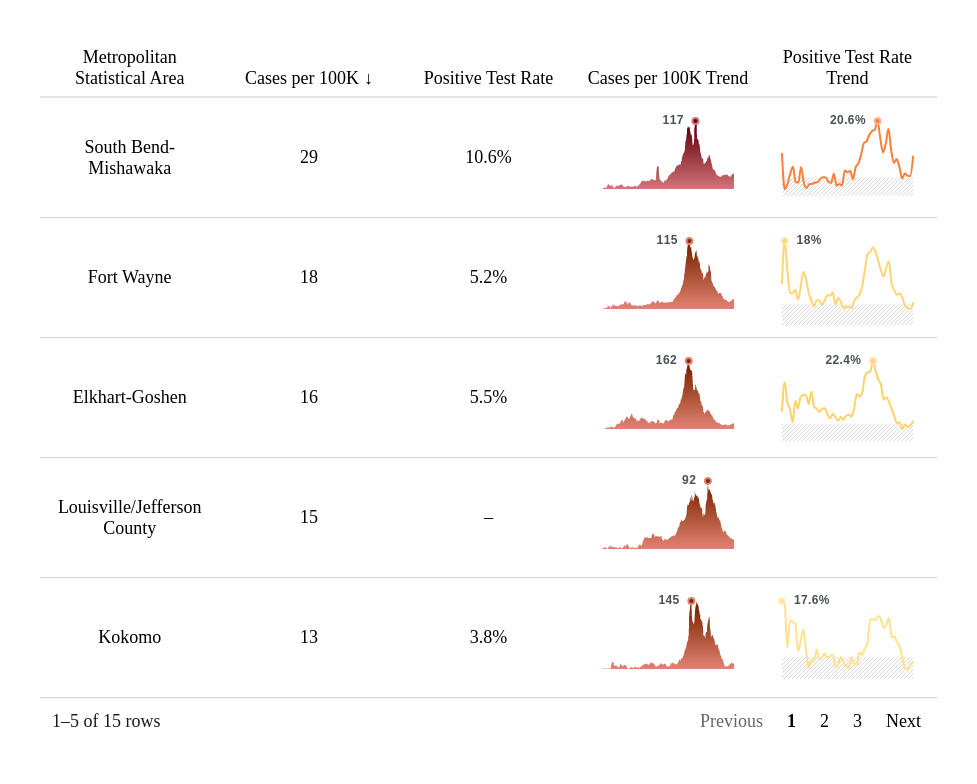 Metropolitan
Statistical Area
Cases per 100K ↓
Positive Test Rate
Cases per 100K Trend
Positive Test Rate
Trend
South Bend-
Mishawaka
29
10.6%
117
20.6%
Fort Wayne
18
5.2%
115
18%
Elkhart-Goshen
16
5.5%
162
22.4%
Louisville/Jefferson
County
15
–
92
Kokomo
13
3.8%
145
17.6%
1–5 of 15 rows
Previous 1 2 3 Next